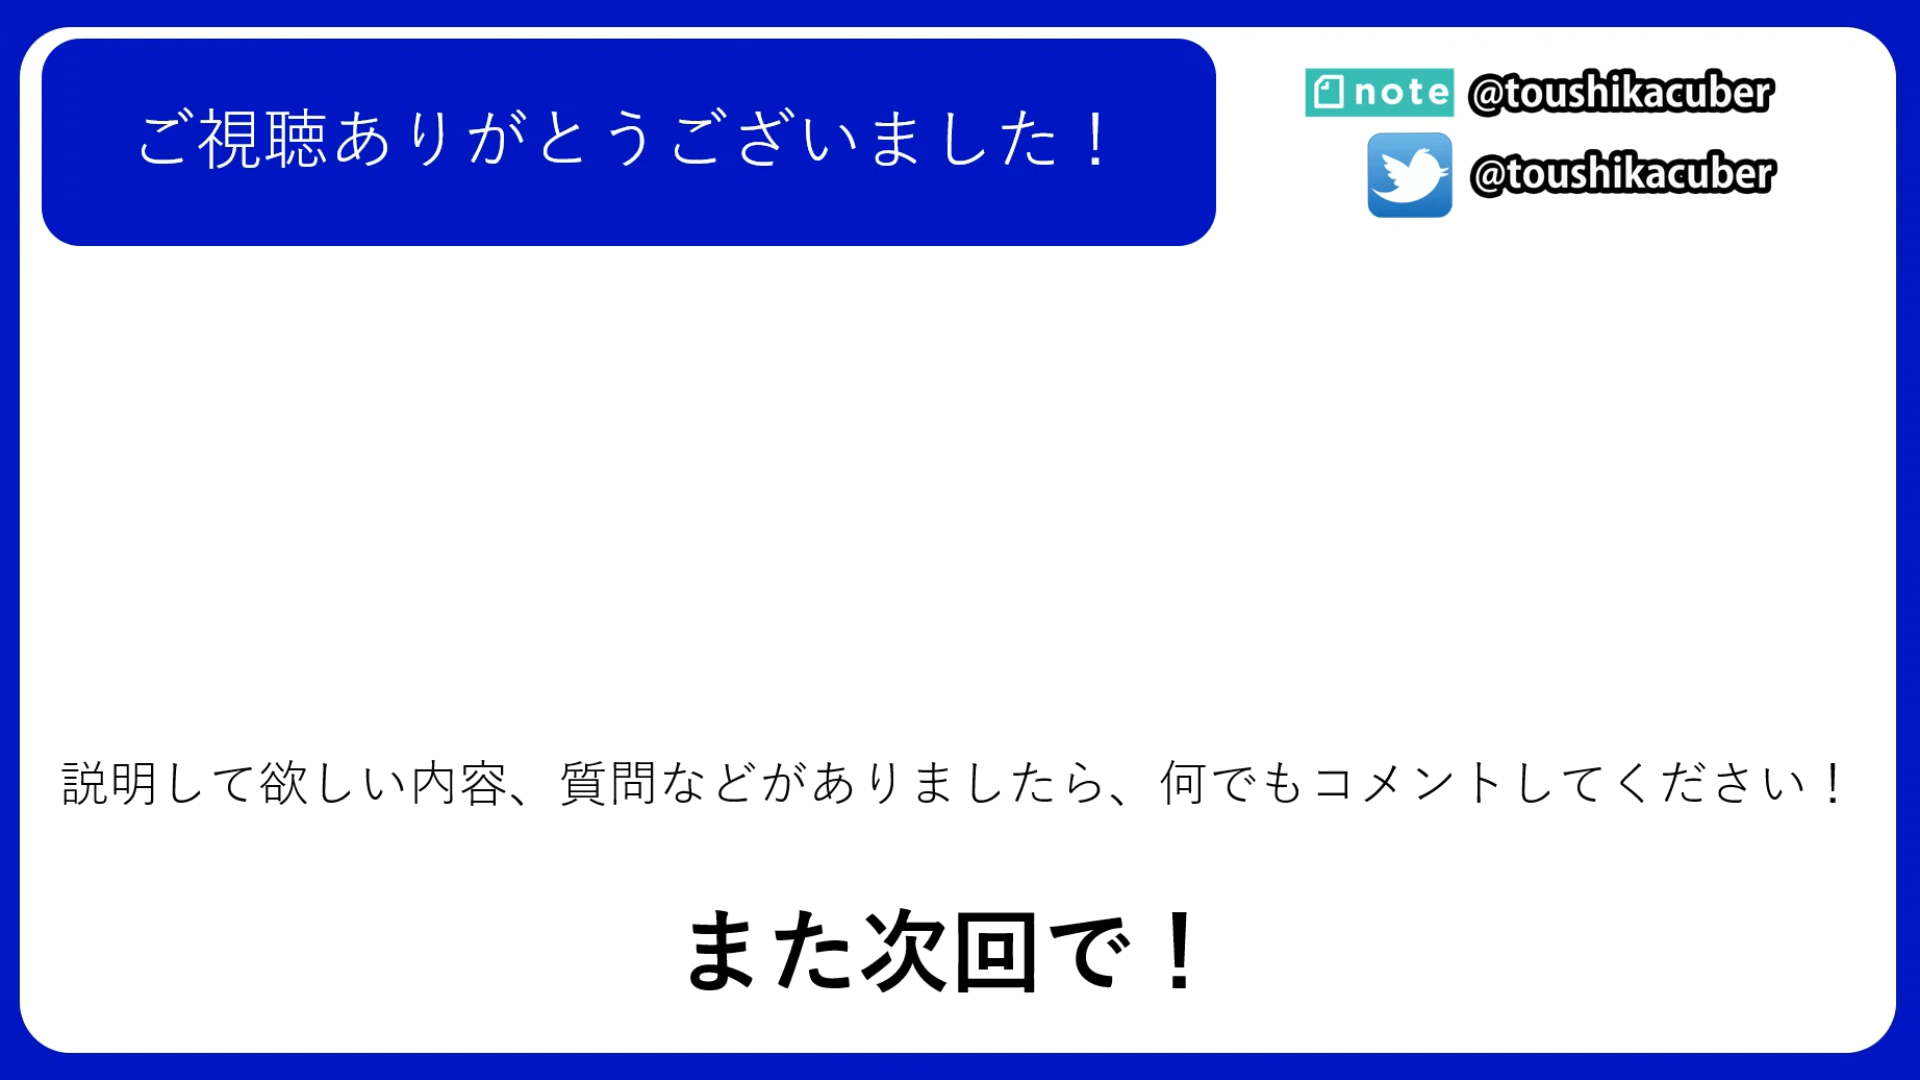 ご視聴ありがとうございました！
note @toushikacuber
@toushikacuber
説明して欲しい内容、質問などがありましたら、何でもコメントしてください！
また次回で！